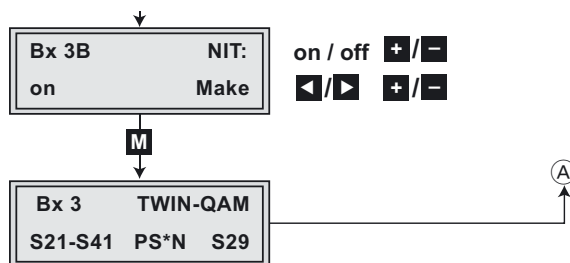 Bx 3B NIT: on / off + / −
on Make ◄ / ► + / −
M
A
Bx 3 TWIN-QAM
S21-S41 PS*N S29